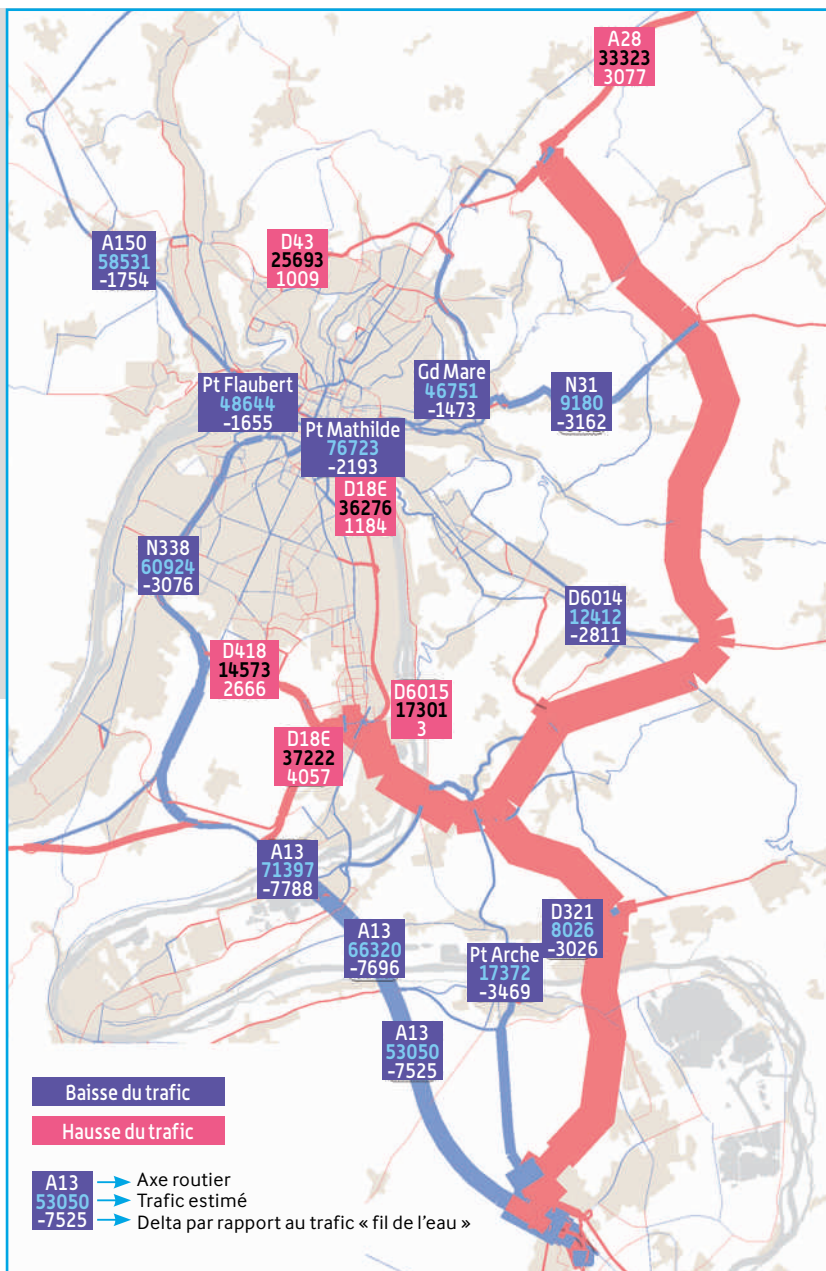 A28
33323
3077
A150
58531
-1754
D43
25693
1009
Pt Flaubert
48644
-1655
Gd Mare
46751
-1473
N31
9180
-3162
Pt Mathilde
76723
-2193
D18E
36276
1184
N338
60924
-3076
D6014
12412
-2811
D418
14573
2666
D6015
17301
3
D18E
37222
4057
A13
71397
-7788
A13
66320
-7696
D321
8026
-3026
Pt Arche
17372
-3469
A13
53050
-7525
Baisse du trafic
Hausse du trafic
A13
53050
-7525
Axe routier
Trafic estimé
Delta par rapport au trafic « fil de l'eau »